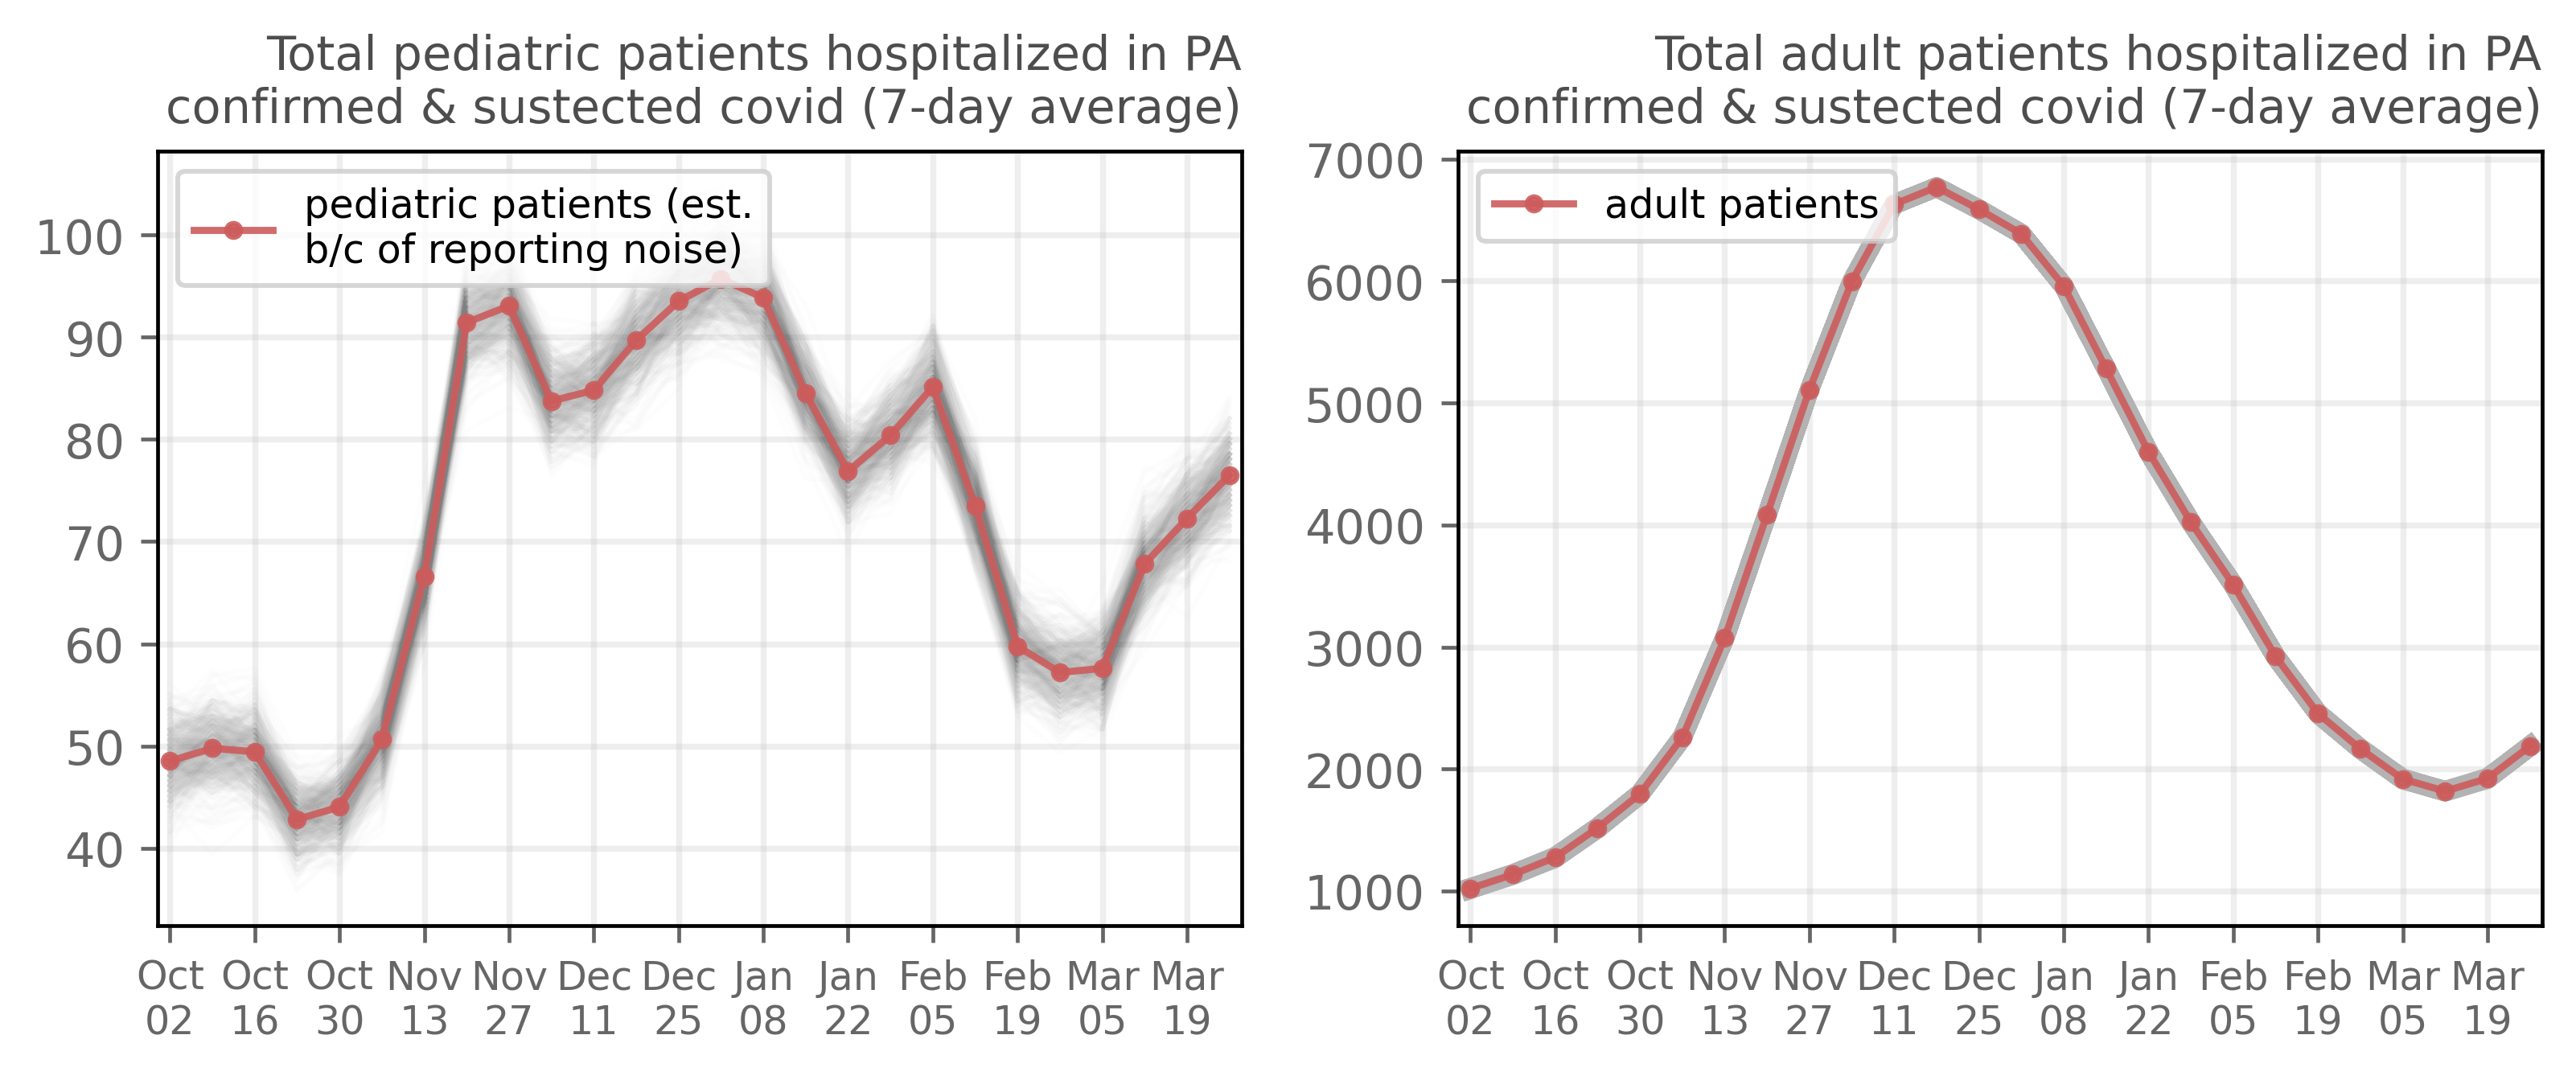 Total pediatric patients hospitalized in PA
confirmed & sustected covid (7-day average)
pediatric patients (est.
b/c of reporting noise)
100
90
80
70
60
50
40
Oct Oct Oct Nov Nov Dec Dec Jan Jan Feb Feb Mar Mar
02 16 30 13 27 11 25 08 22 05 19 05 19
Total adult patients hospitalized in PA
confirmed & sustected covid (7-day average)
adult patients
7000
6000
5000
4000
3000
2000
1000
Oct Oct Oct Nov Nov Dec Dec Jan Jan Feb Feb Mar Mar
02 16 30 13 27 11 25 08 22 05 19 05 19